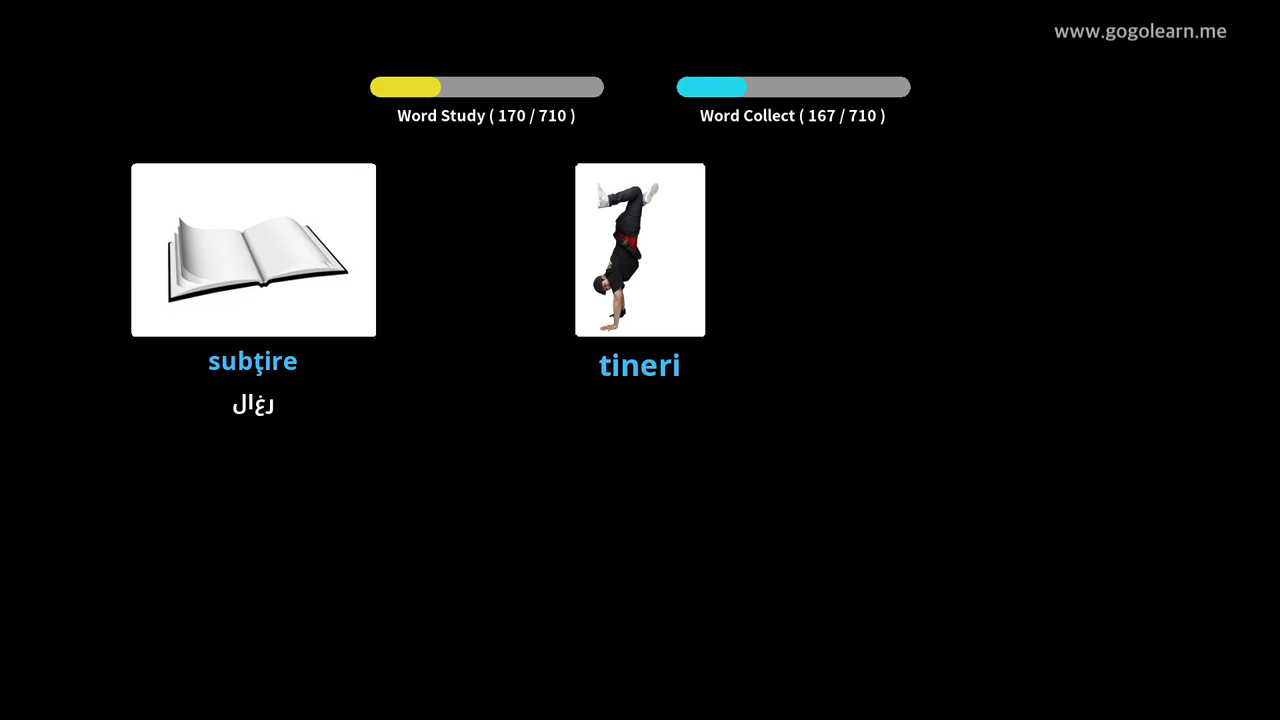 www.gogolearn.me
Word Study ( 170 / 710 )
Word Collect ( 167 / 710 )
subţire
tineri
رغال